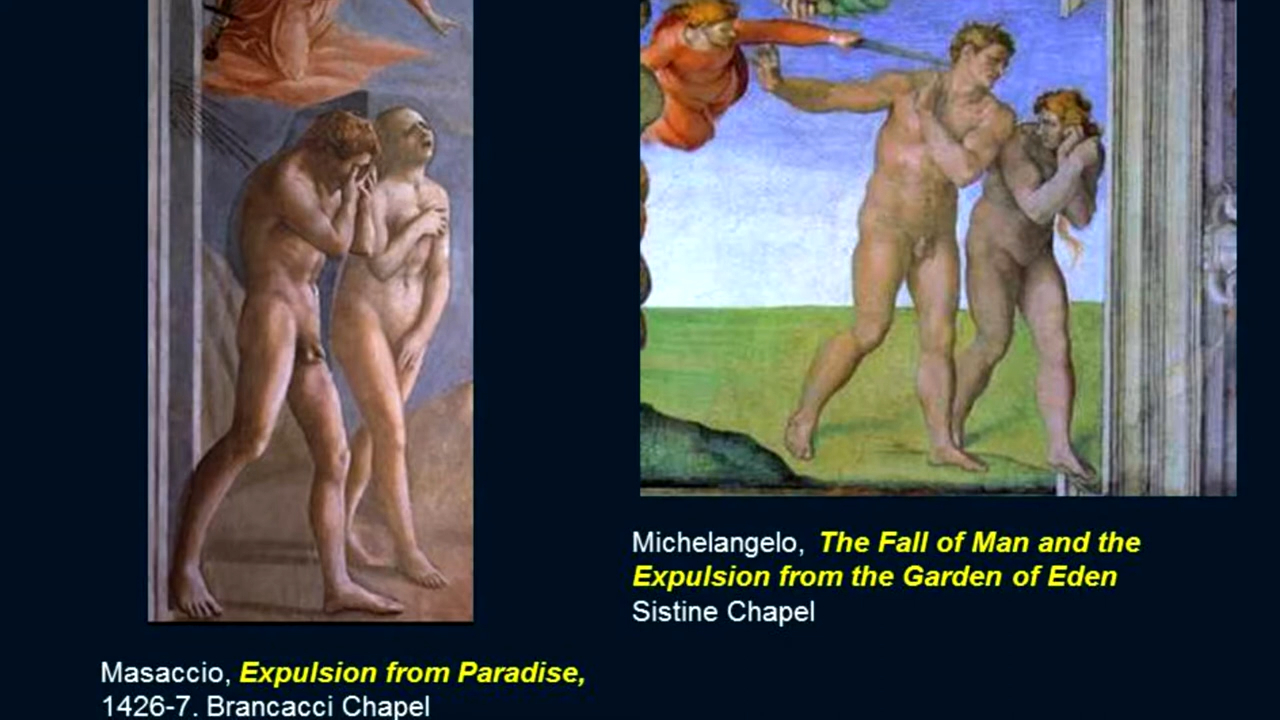 Michelangelo, The Fall of Man and the
Expulsion from the Garden of Eden
Sistine Chapel
Masaccio, Expulsion from Paradise,
1426-7. Brancacci Chapel